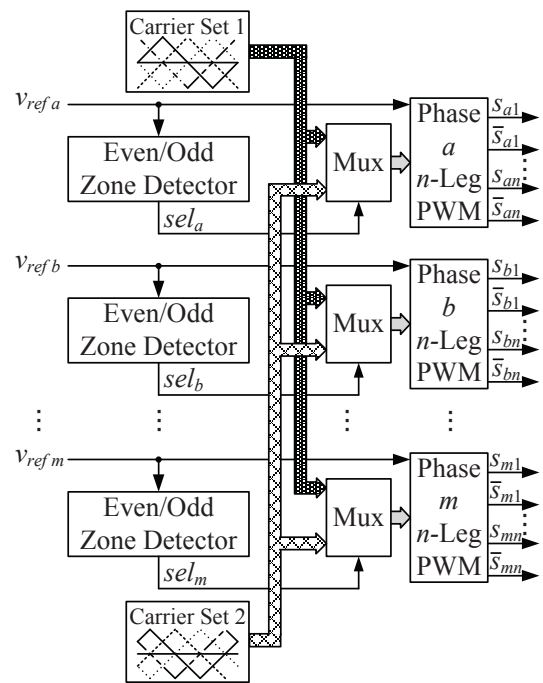 Carrier Set 1
v_ref a
Even/Odd
Zone Detector
sel_a
Mux
Phase
a
n-Leg
PWM
s_a1
s̄_a1
s_an
s̄_an
v_ref b
Even/Odd
Zone Detector
sel_b
Mux
Phase
b
n-Leg
PWM
s_b1
s̄_b1
s_bn
s̄_bn
v_ref m
Even/Odd
Zone Detector
sel_m
Mux
Phase
m
n-Leg
PWM
s_m1
s̄_m1
s_mn
s̄_mn
Carrier Set 2